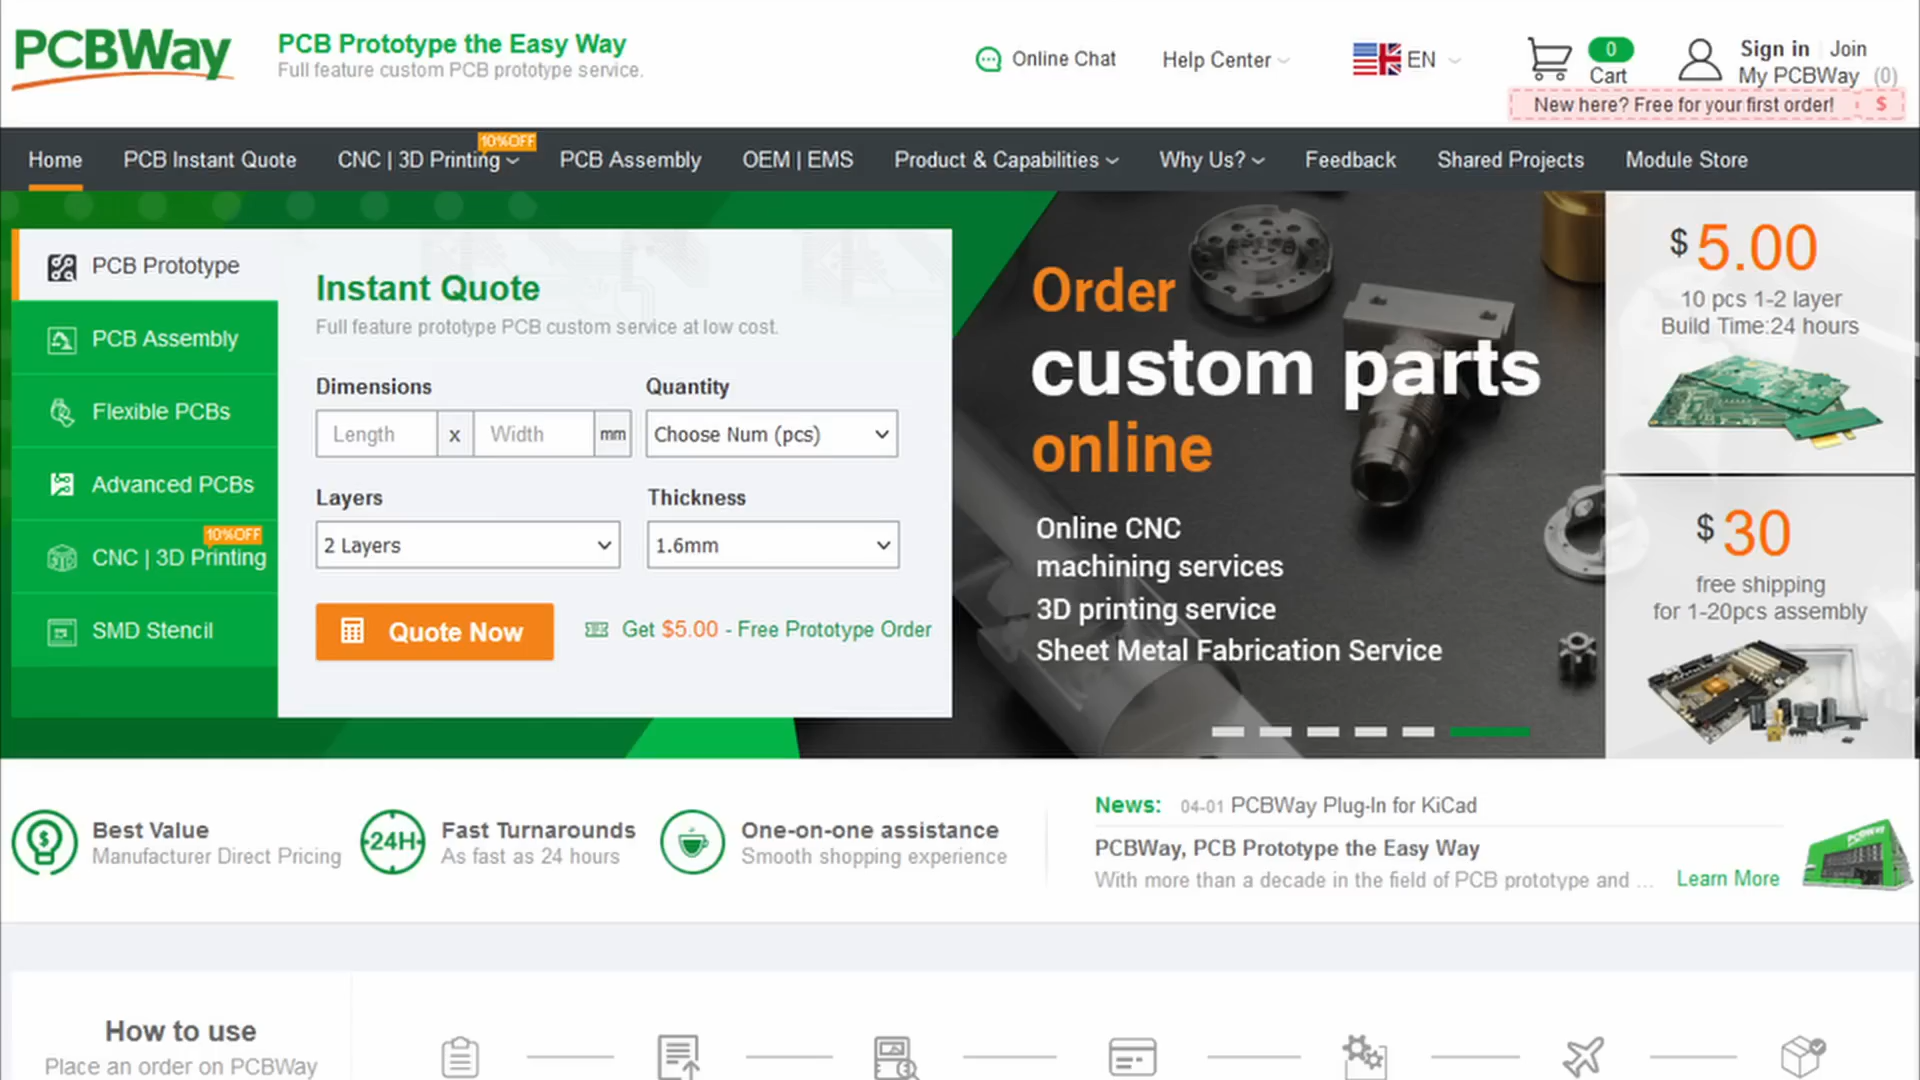 PCBWay
PCB Prototype the Easy Way
Full feature custom PCB prototype service.
Online Chat
Help Center
EN
0
Cart
Sign in | Join
My PCBWay (0)
New here? Free for your first order! $
10%OFF
Home
PCB Instant Quote
CNC | 3D Printing
PCB Assembly
OEM | EMS
Product & Capabilities
Why Us?
Feedback
Shared Projects
Module Store
PCB Prototype
PCB Assembly
Flexible PCBs
Advanced PCBs
10%OFF
CNC | 3D Printing
SMD Stencil
Instant Quote
Full feature prototype PCB custom service at low cost.
Dimensions
Quantity
Length x Width mm
Choose Num (pcs)
Layers
Thickness
2 Layers
1.6mm
Quote Now
Get $5.00 - Free Prototype Order
Order
custom parts
online
Online CNC
machining services
3D printing service
Sheet Metal Fabrication Service
$ 5.00
10 pcs 1-2 layer
Build Time:24 hours
$ 30
free shipping
for 1-20pcs assembly
Best Value
Manufacturer Direct Pricing
24H
Fast Turnarounds
As fast as 24 hours
One-on-one assistance
Smooth shopping experience
News: 04-01 PCBWay Plug-In for KiCad
PCBWay, PCB Prototype the Easy Way
With more than a decade in the field of PCB prototype and ...
Learn More
How to use
Place an order on PCBWay